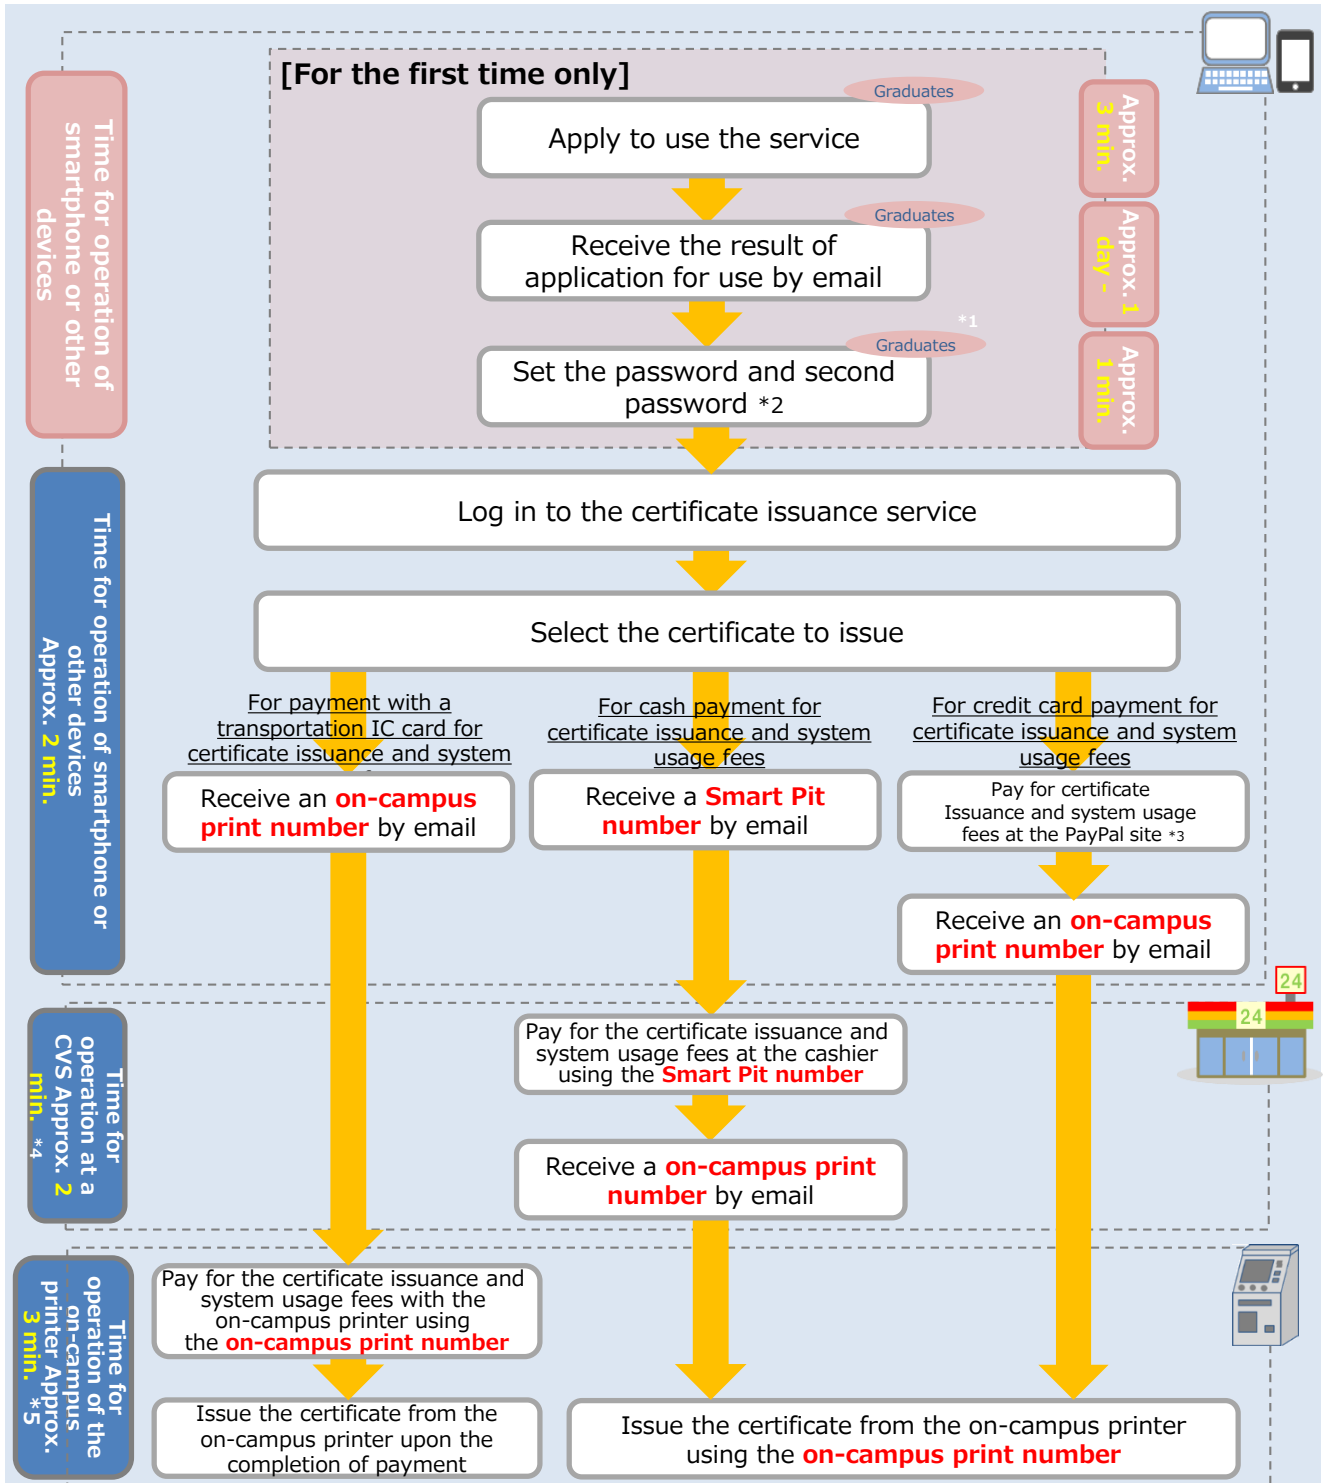 [For the first time only]
Graduates
Apply to use the service
Approx.
3 min.
Time for operation of
smartphone or other
devices
Graduates
Receive the result of
application for use by email
Approx. 1
day -
*1
Graduates
Set the password and second
password *2
Approx.
1 min.
Log in to the certificate issuance service
Select the certificate to issue
Time for operation of smartphone or
other devices
Approx. 2 min.
For payment with a
transportation IC card for
certificate issuance and system
For cash payment for
certificate issuance and system
usage fees
For credit card payment for
certificate issuance and system
usage fees
Receive an on-campus
print number by email
Receive a Smart Pit
number by email
Pay for certificate
Issuance and system usage
fees at the PayPal site *3
Receive an on-campus
print number by email
24
24
Time for
operation at a
CVS Approx. 2
min. *4
Pay for the certificate issuance and
system usage fees at the cashier
using the Smart Pit number
Receive a on-campus print
number by email
Time for
operation of the
on-campus
printer Approx.
3 min. *5
Pay for the certificate issuance and
system usage fees with the
on-campus printer using
the on-campus print number
Issue the certificate from the
on-campus printer upon the
completion of payment
Issue the certificate from the on-campus printer
using the on-campus print number